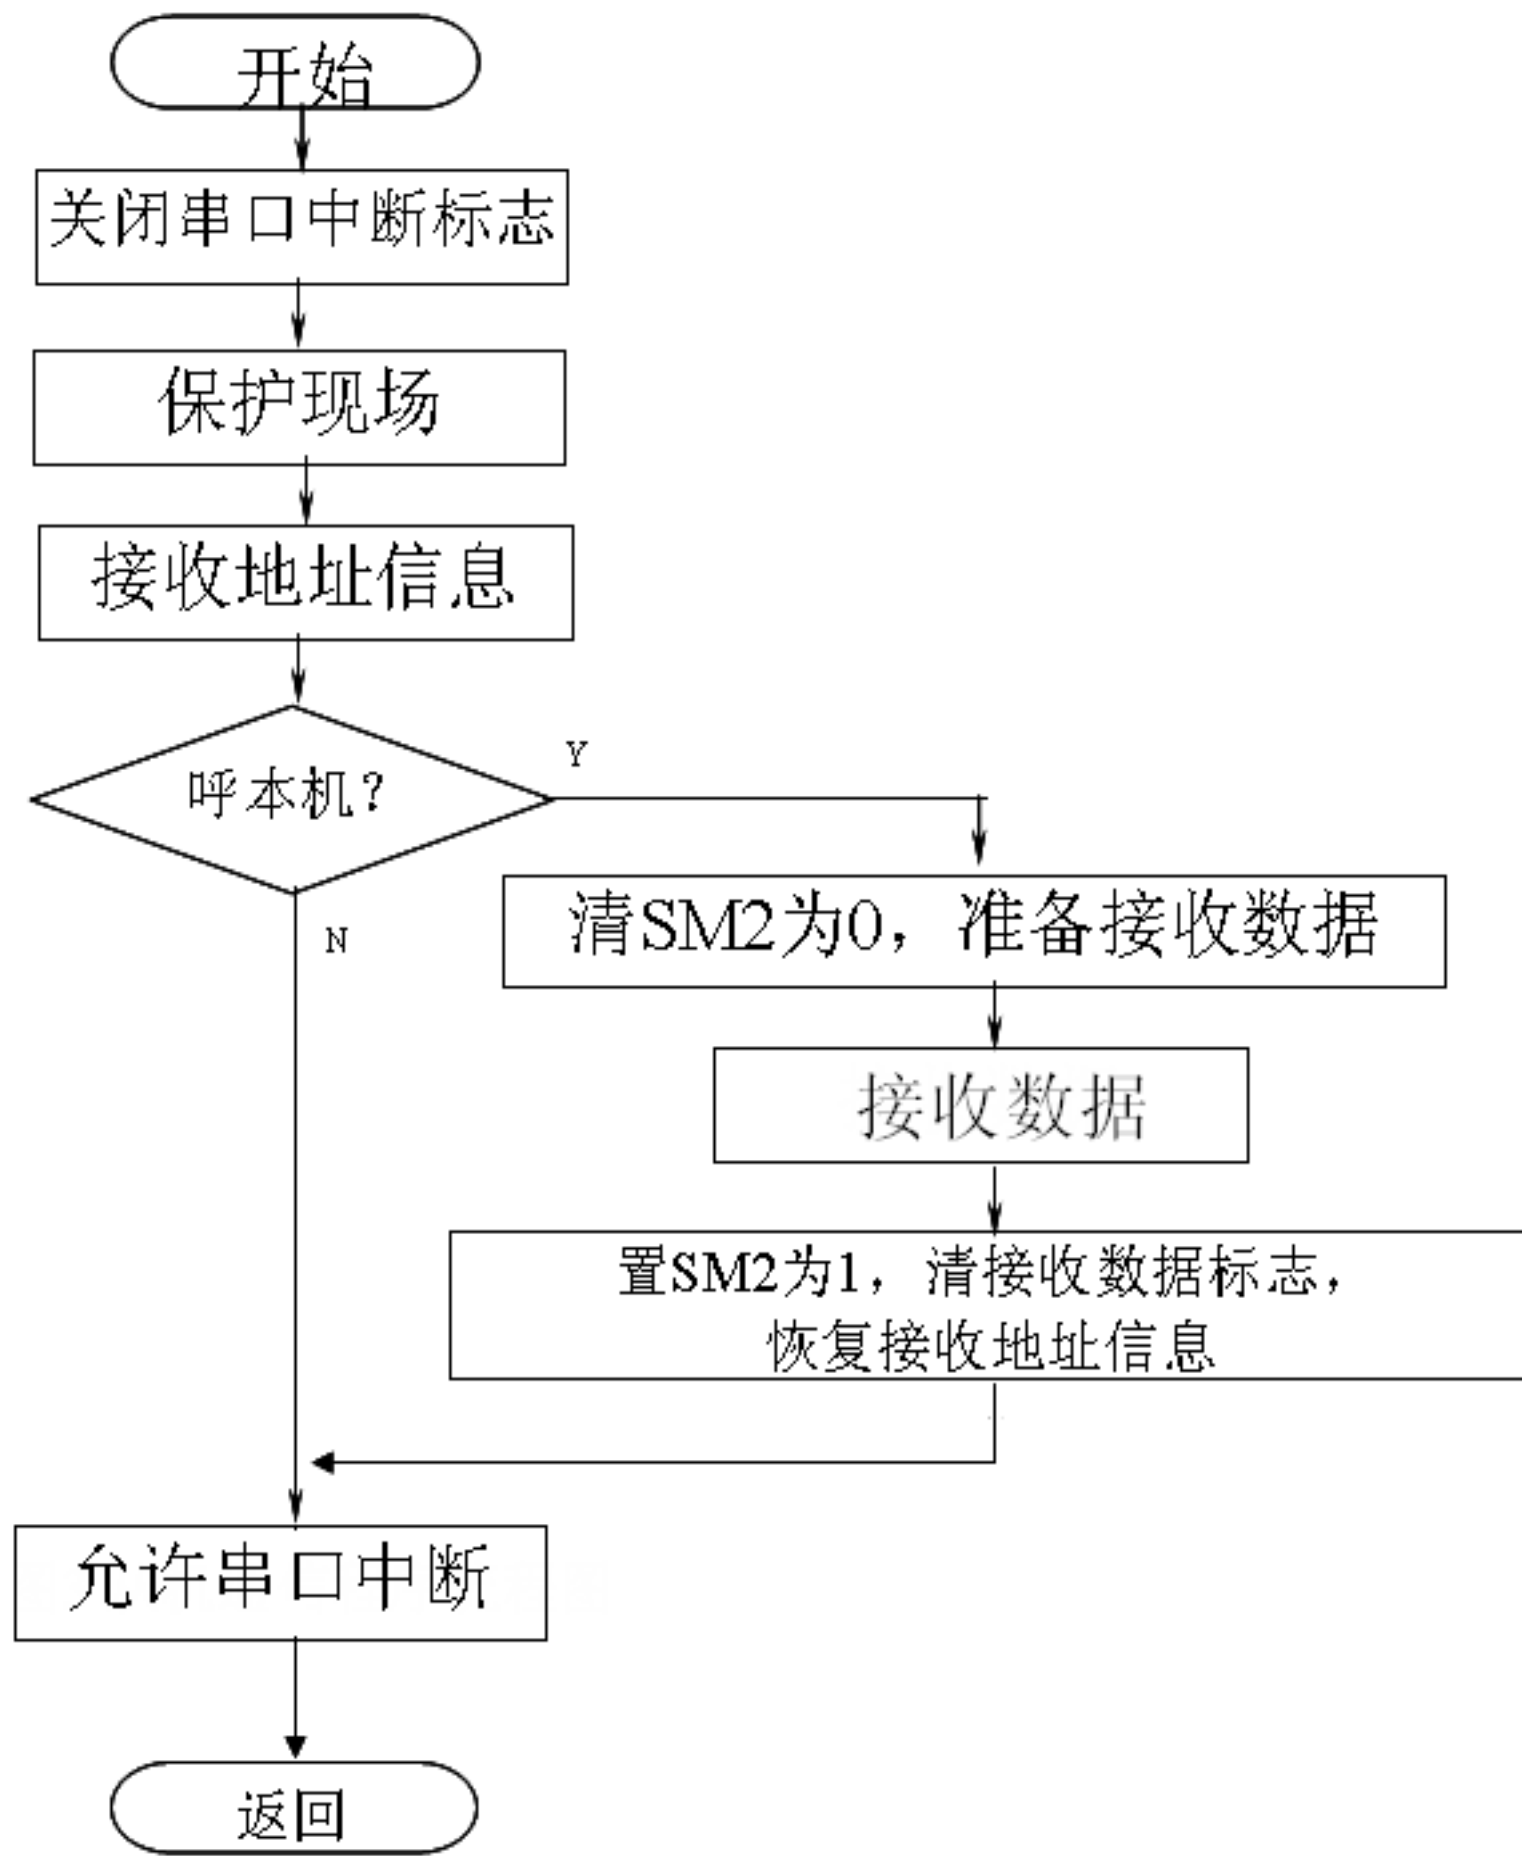 开始
关闭串口中断标志
保护现场
接收地址信息
呼本机?
Y
N
清SM2为0，准备接收数据
接收数据
置SM2为1，清接收数据标志，
恢复接收地址信息
允许串口中断
返回